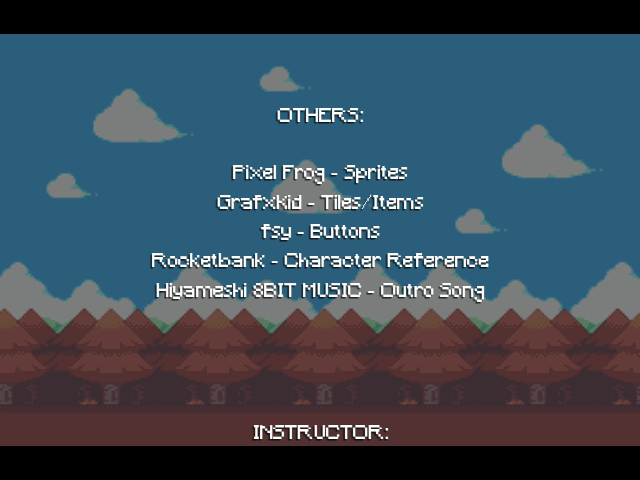 OTHERS:
Pixel Frog - Sprites
GrafxKid - Tiles/Items
fsy - Buttons
Rocketbank - Character Reference
Hiyameshi 8BIT MUSIC - Outro Song
INSTRUCTOR: